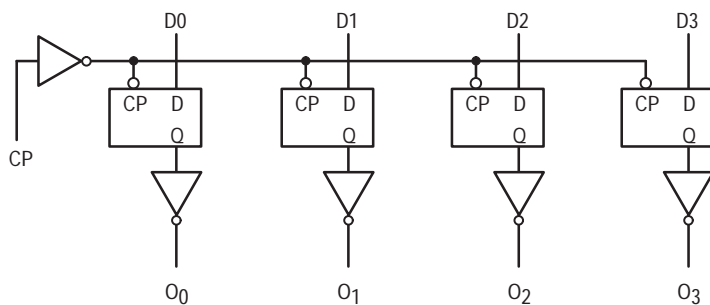 D0 D1 D2 D3
CP D CP D CP D CP D
Q Q Q Q
CP
O0 O1 O2 O3